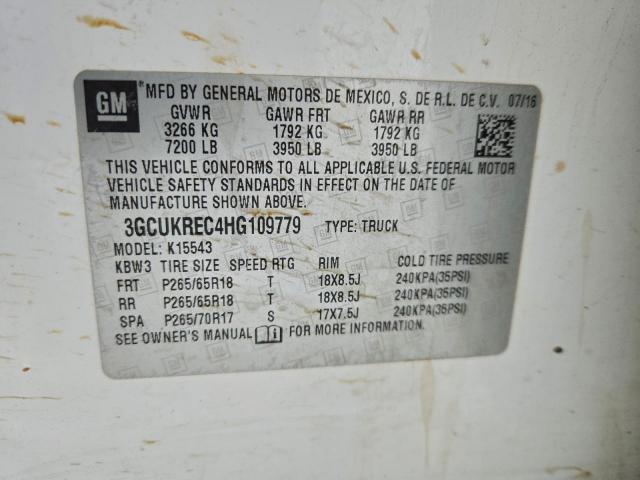 GM ® MFD BY GENERAL MOTORS DE MEXICO, S. DE R.L. DE C.V. 07/16
GVWR GAWR FRT GAWR RR
3266 KG 1792 KG 1792 KG
7200 LB 3950 LB 3950 LB
THIS VEHICLE CONFORMS TO ALL APPLICABLE U.S. FEDERAL MOTOR
VEHICLE SAFETY STANDARDS IN EFFECT ON THE DATE OF
MANUFACTURE SHOWN ABOVE.
3GCUKREC4HG109779 TYPE: TRUCK
MODEL: K15543
KBW3 TIRE SIZE SPEED RTG RIM COLD TIRE PRESSURE
FRT P265/65R18 T 18X8.5J 240KPA(35PSI)
RR P265/65R18 T 18X8.5J 240KPA(35PSI)
SPA P265/70R17 S 17X7.5J 240KPA(35PSI)
SEE OWNER'S MANUAL FOR MORE INFORMATION.